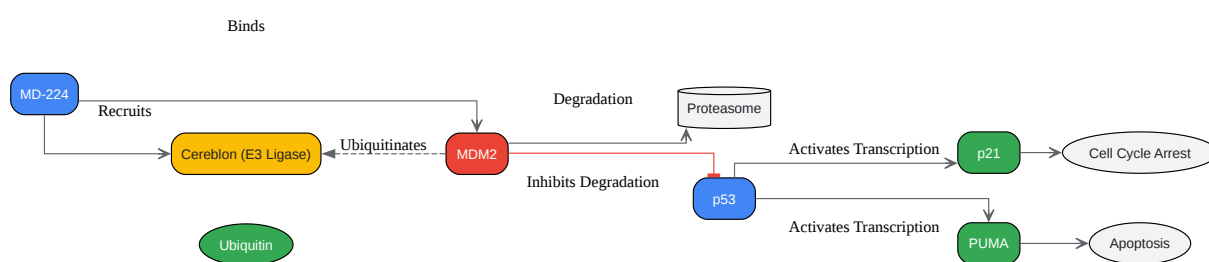 Binds
MD-224
Recruits
Cereblon (E3 Ligase)
Ubiquitinates
MDM2
Degradation
Proteasome
Inhibits Degradation
p53
Activates Transcription
p21
Cell Cycle Arrest
Activates Transcription
PUMA
Apoptosis
Ubiquitin